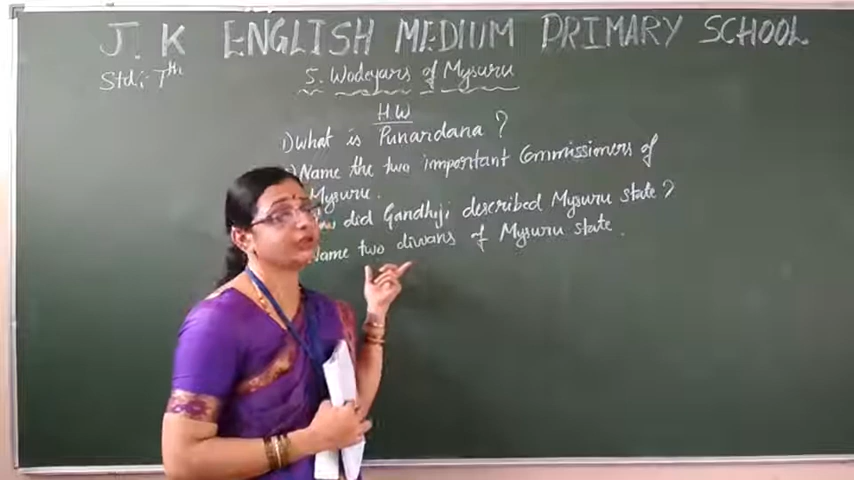 J. K ENGLISH MEDIUM PRIMARY SCHOOL
Std: 7th
5. Wodeyars of Mysuru
HW
1) What is Punardana ?
Name the two important Commissioners of
Mysuru.
did Gandhiji described Mysuru state ?
Name two diwans of Mysuru state.